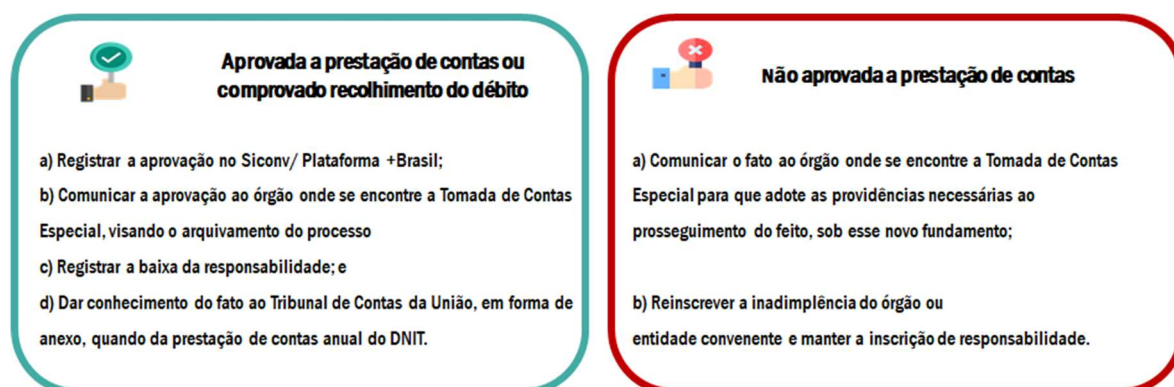 Aprovada a prestação de contas ou
comprovado recolhimento do débito
a) Registrar a aprovação no Siconv/ Plataforma +Brasil;
b) Comunicar a aprovação ao órgão onde se encontre a Tomada de Contas
Especial, visando o arquivamento do processo
c) Registrar a baixa da responsabilidade; e
d) Dar conhecimento do fato ao Tribunal de Contas da União, em forma de
anexo, quando da prestação de contas anual do DNIT.
Não aprovada a prestação de contas
a) Comunicar o fato ao órgão onde se encontre a Tomada de Contas
Especial para que adote as providências necessárias ao
prosseguimento do feito, sob esse novo fundamento;
b) Reinscrever a inadimplência do órgão ou
entidade convenente e manter a inscrição de responsabilidade.